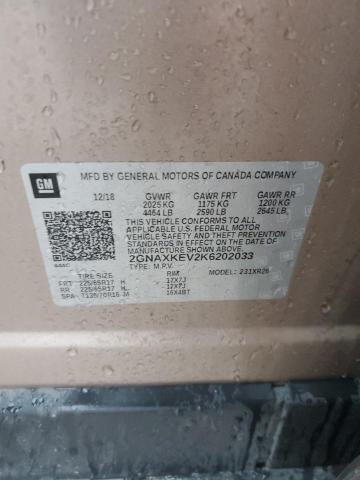 MFD BY GENERAL MOTORS OF CANADA COMPANY
GM
12/18 GVWR GAWR FRT GAWR RR
2025 KG 1175 KG 1200 KG
4464 LB 2590 LB 2645 LB
THIS VEHICLE CONFORMS TO ALL
APPLICABLE U.S. FEDERAL MOTOR
VEHICLE SAFETY AND THEFT
PREVENTION STANDARDS IN EFFECT
ON THE DATE OF MANUFACTURE
SHOWN ABOVE.
2GNAXKEV2K6202033
TYPE: M.P.V. MODEL: 231XR26
TIRE SIZE RIM
FRT 225/65R17 H 17X7J
RR 225/65R17 H 17X7J
SPA T135/70R16 M 16X4BT